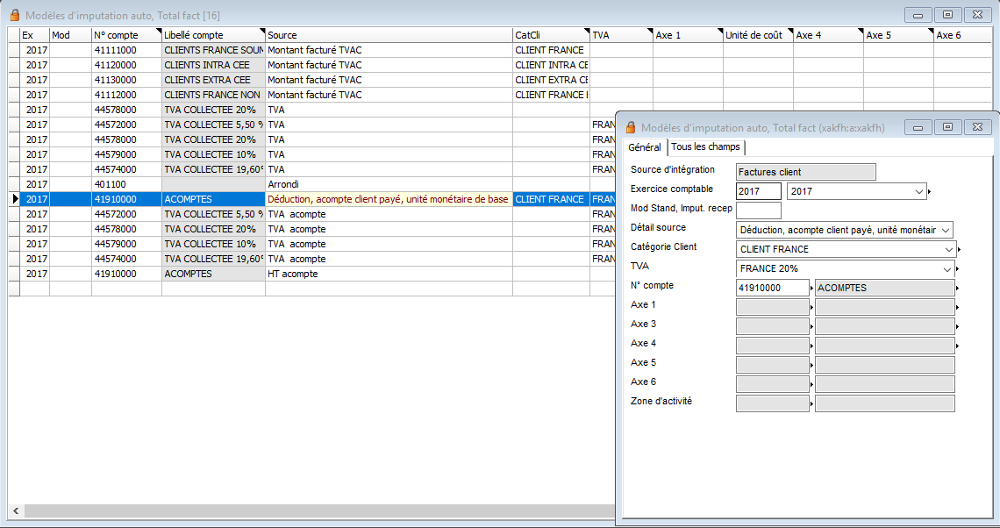 Modèles d'imputation auto, Total fact [16]
Ex Mod N° compte Libellé compte Source CatCli TVA Axe 1 Unité de coût Axe 4 Axe 5 Axe 6
2017 41111000 CLIENTS FRANCE SOUM Montant facturé TVAC CLIENT FRANCE
2017 41120000 CLIENTS INTRA CEE Montant facturé TVAC CLIENT INTRA CE
2017 41130000 CLIENTS EXTRA CEE Montant facturé TVAC CLIENT EXTRA CE
2017 41112000 CLIENTS FRANCE NON Montant facturé TVAC CLIENT FRANCE
2017 44578000 TVA COLLECTEE 20% TVA
2017 44572000 TVA COLLECTEE 5,50 % TVA FRAN
2017 44578000 TVA COLLECTEE 20% TVA FRAN
2017 44579000 TVA COLLECTEE 10% TVA FRAN
2017 44574000 TVA COLLECTEE 19,60% TVA FRAN
2017 401100 Arrondi
2017 41910000 ACOMPTES Déduction, acompte client payé, unité monétaire de base CLIENT FRANCE FRAN
2017 44572000 TVA COLLECTEE 5,50 % TVA acompte FRAN
2017 44578000 TVA COLLECTEE 20% TVA acompte FRAN
2017 44579000 TVA COLLECTEE 10% TVA acompte FRAN
2017 44574000 TVA COLLECTEE 19,60% TVA acompte FRAN
2017 41910000 ACOMPTES HT acompte
Modèles d'imputation auto, Total fact (xakfh:a:xakfh)
Général Tous les champs
Source d'intégration Factures client
Exercice comptable 2017 2017
Mod Stand, Imput. recep
Détail source Déduction, acompte client payé, unité monétair
Catégorie Client CLIENT FRANCE
TVA FRANCE 20%
N° compte 41910000 ACOMPTES
Axe 1
Axe 3
Axe 4
Axe 5
Axe 6
Zone d'activité